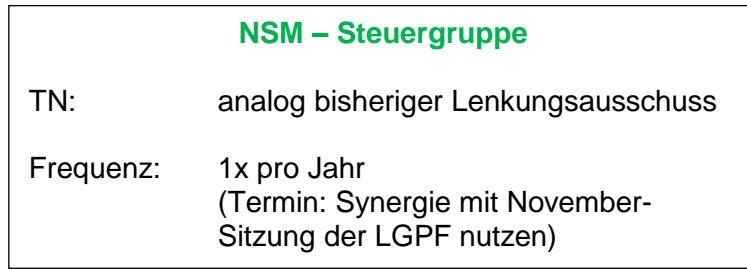 NSM – Steuergruppe
TN: analog bisheriger Lenkungsausschuss
Frequenz: 1x pro Jahr
(Termin: Synergie mit November-
Sitzung der LGPF nutzen)